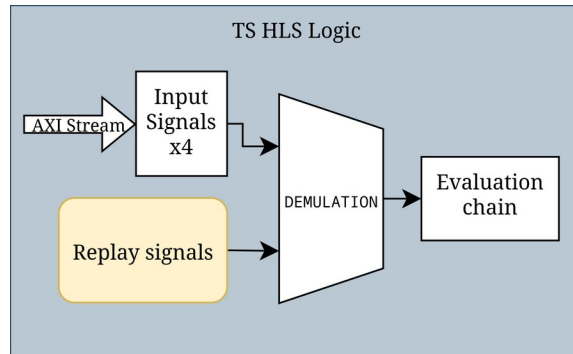 TS HLS Logic
AXI Stream
Input
Signals
x4
DEMULATION
Evaluation
chain
Replay signals